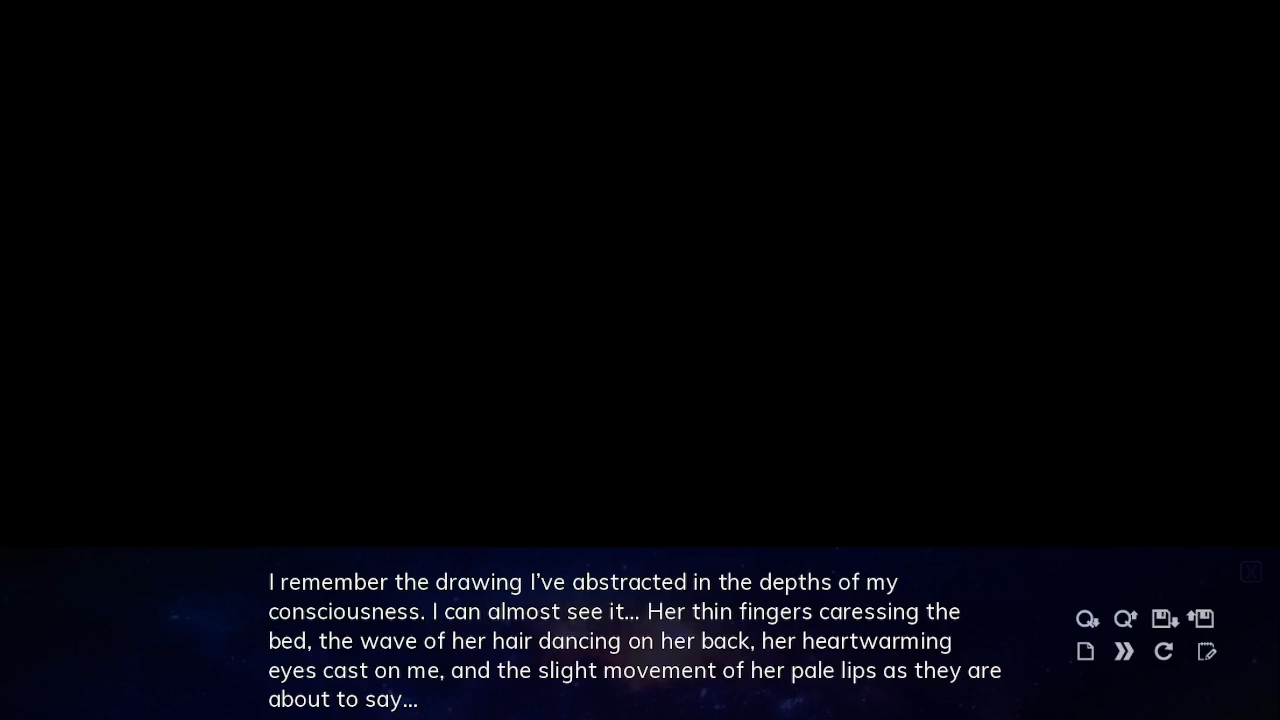 I remember the drawing I’ve abstracted in the depths of my
consciousness. I can almost see it... Her thin fingers caressing the
bed, the wave of her hair dancing on her back, her heartwarming
eyes cast on me, and the slight movement of her pale lips as they are
about to say...